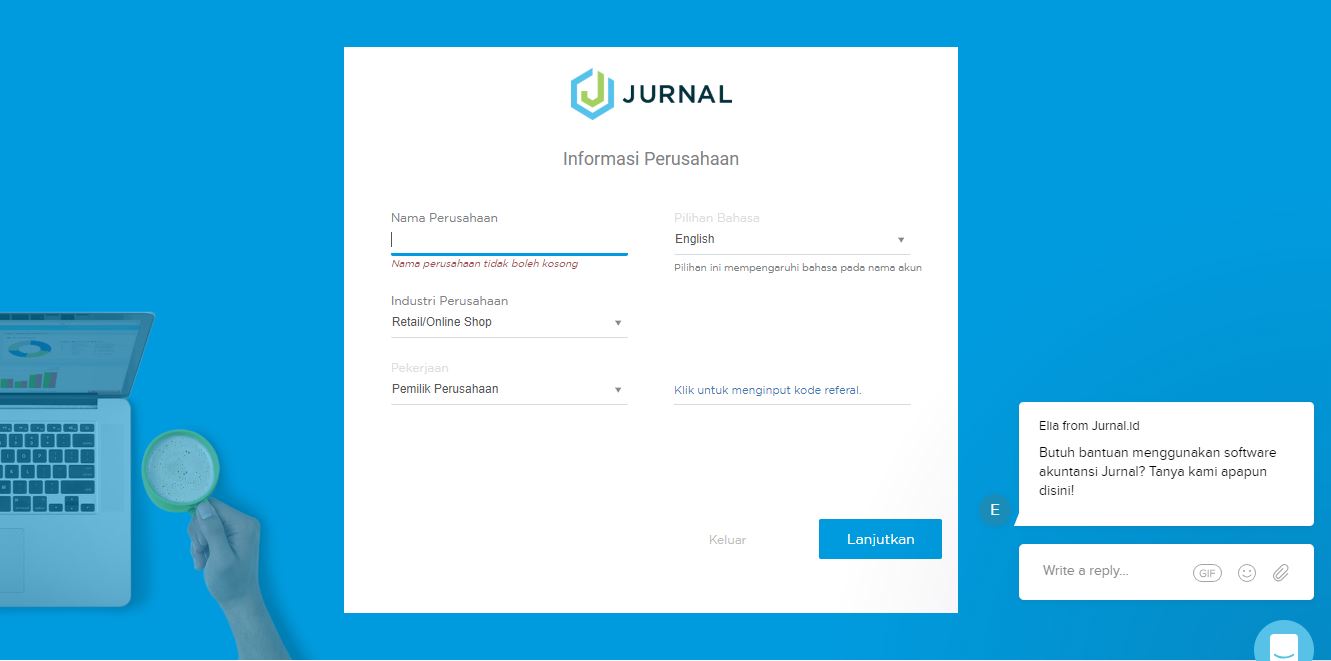 JURNAL
Informasi Perusahaan
Nama Perusahaan
Nama perusahaan tidak boleh kosong
Pilihan Bahasa
English
Pilihan ini mempengaruhi bahasa pada nama akun
Industri Perusahaan
Retail/Online Shop
Pekerjaan
Pemilik Perusahaan
Klik untuk menginput kode referal.
Keluar
Lanjutkan
Elia from Jurnal.id
Butuh bantuan menggunakan software
akuntansi Jurnal? Tanya kami apapun
disini!
E
Write a reply...
GIF